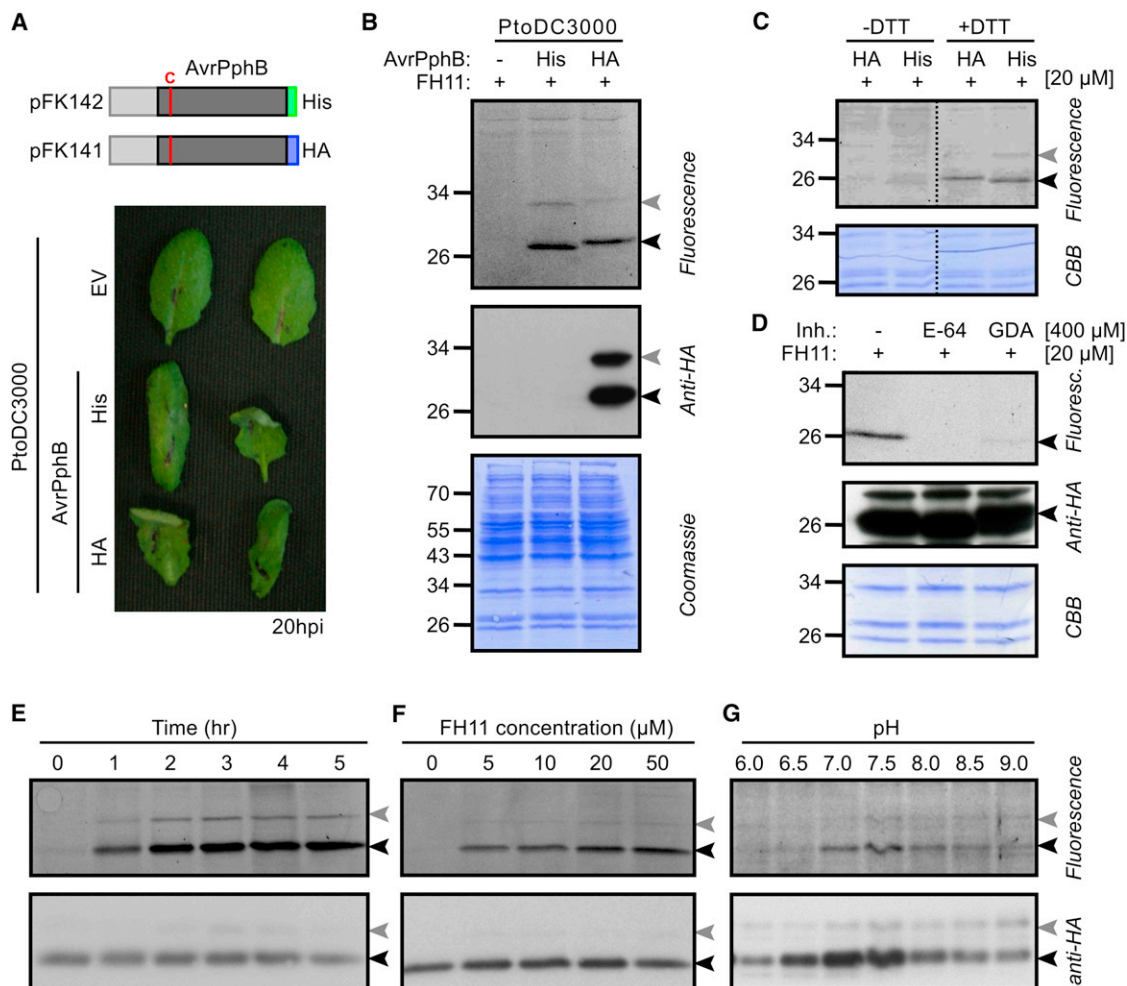 A
AvrPphB
C
pFK142
His
pFK141
HA
PtoDC3000
AvrPphB
EV
His
HA
20hpi
B
PtoDC3000
AvrPphB: - His HA
FH11: + + +
34
26
Fluorescence
34
26
Anti-HA
70
55
43
34
26
Coomassie
C
-DTT +DTT
HA His HA His
+ + + + [20 µM]
34
26
Fluorescence
34
26
CBB
D
Inh.: - E-64 GDA [400 µM]
FH11: + + + [20 µM]
34
26
Fluoresc.
26
Anti-HA
34
26
CBB
E
Time (hr)
0 1 2 3 4 5
F
FH11 concentration (µM)
0 5 10 20 50
G
pH
6.0 6.5 7.0 7.5 8.0 8.5 9.0
Fluorescence
anti-HA